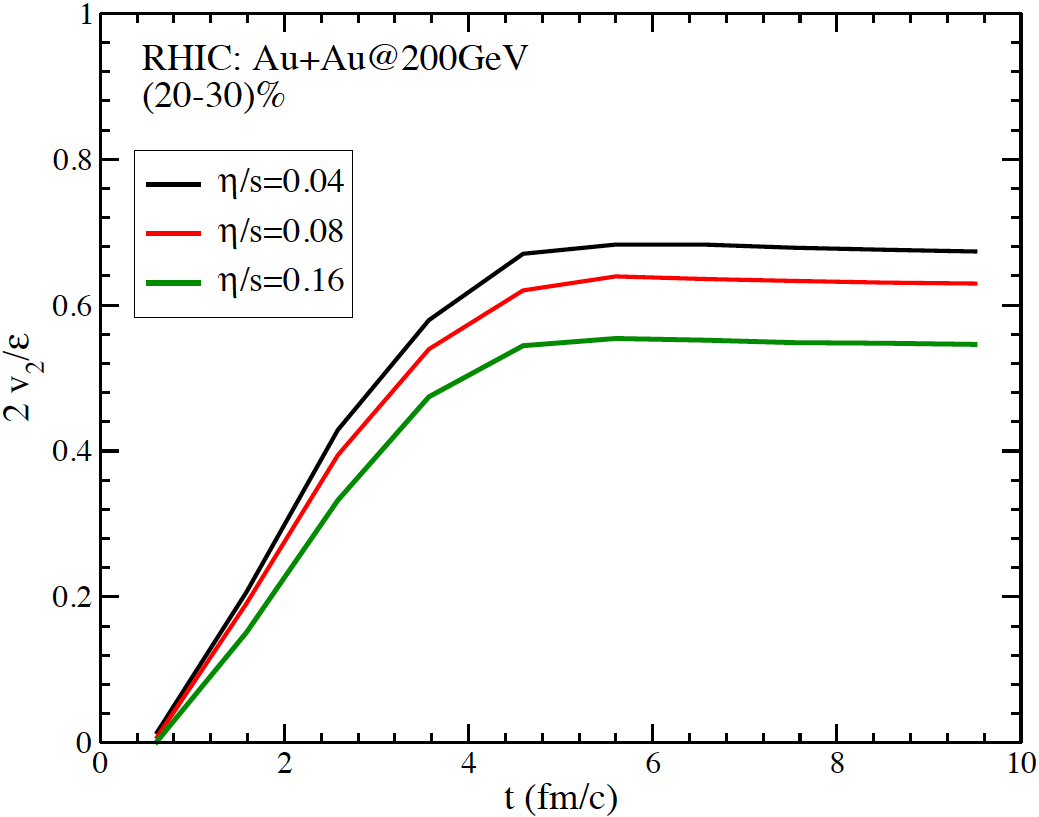 RHIC: Au+Au@200GeV
(20-30)%
η/s=0.04
η/s=0.08
η/s=0.16
1
0.8
0.6
0.4
0.2
0
2 v2/ε
0
2
4
6
8
10
t (fm/c)